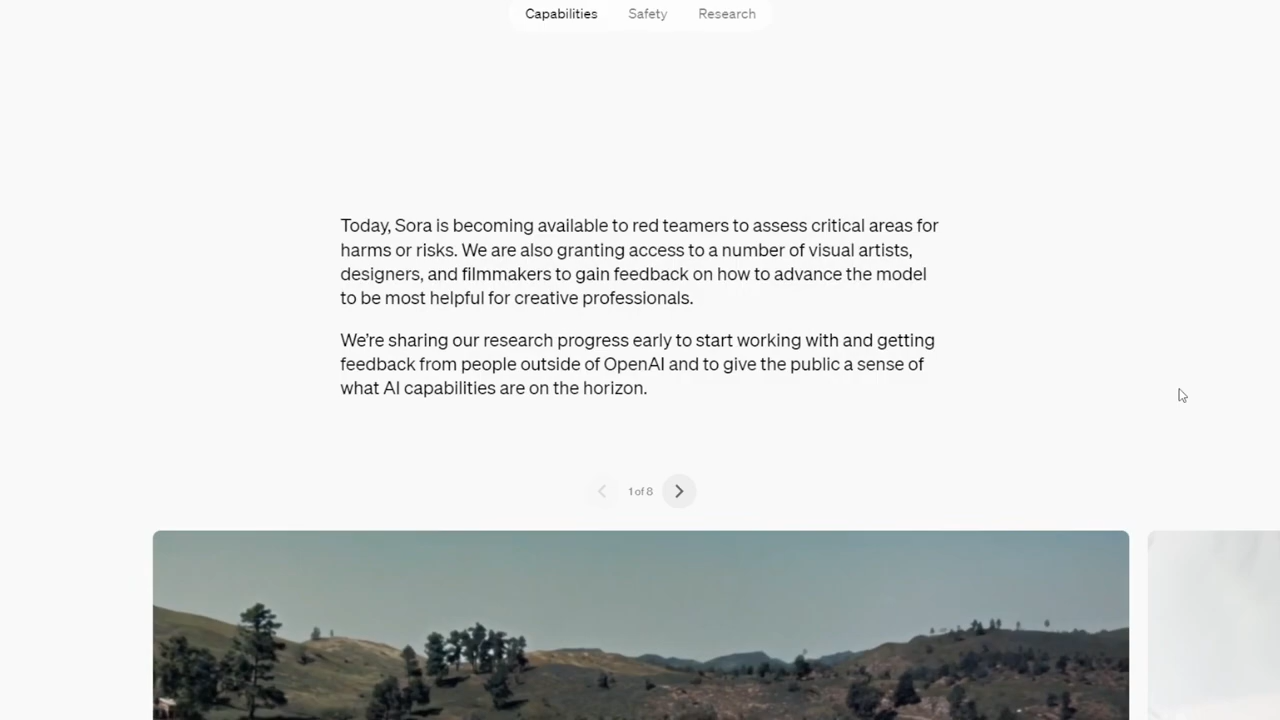 Capabilities Safety Research
Today, Sora is becoming available to red teamers to assess critical areas for
harms or risks. We are also granting access to a number of visual artists,
designers, and filmmakers to gain feedback on how to advance the model
to be most helpful for creative professionals.
We’re sharing our research progress early to start working with and getting
feedback from people outside of OpenAI and to give the public a sense of
what AI capabilities are on the horizon.
1 of 8